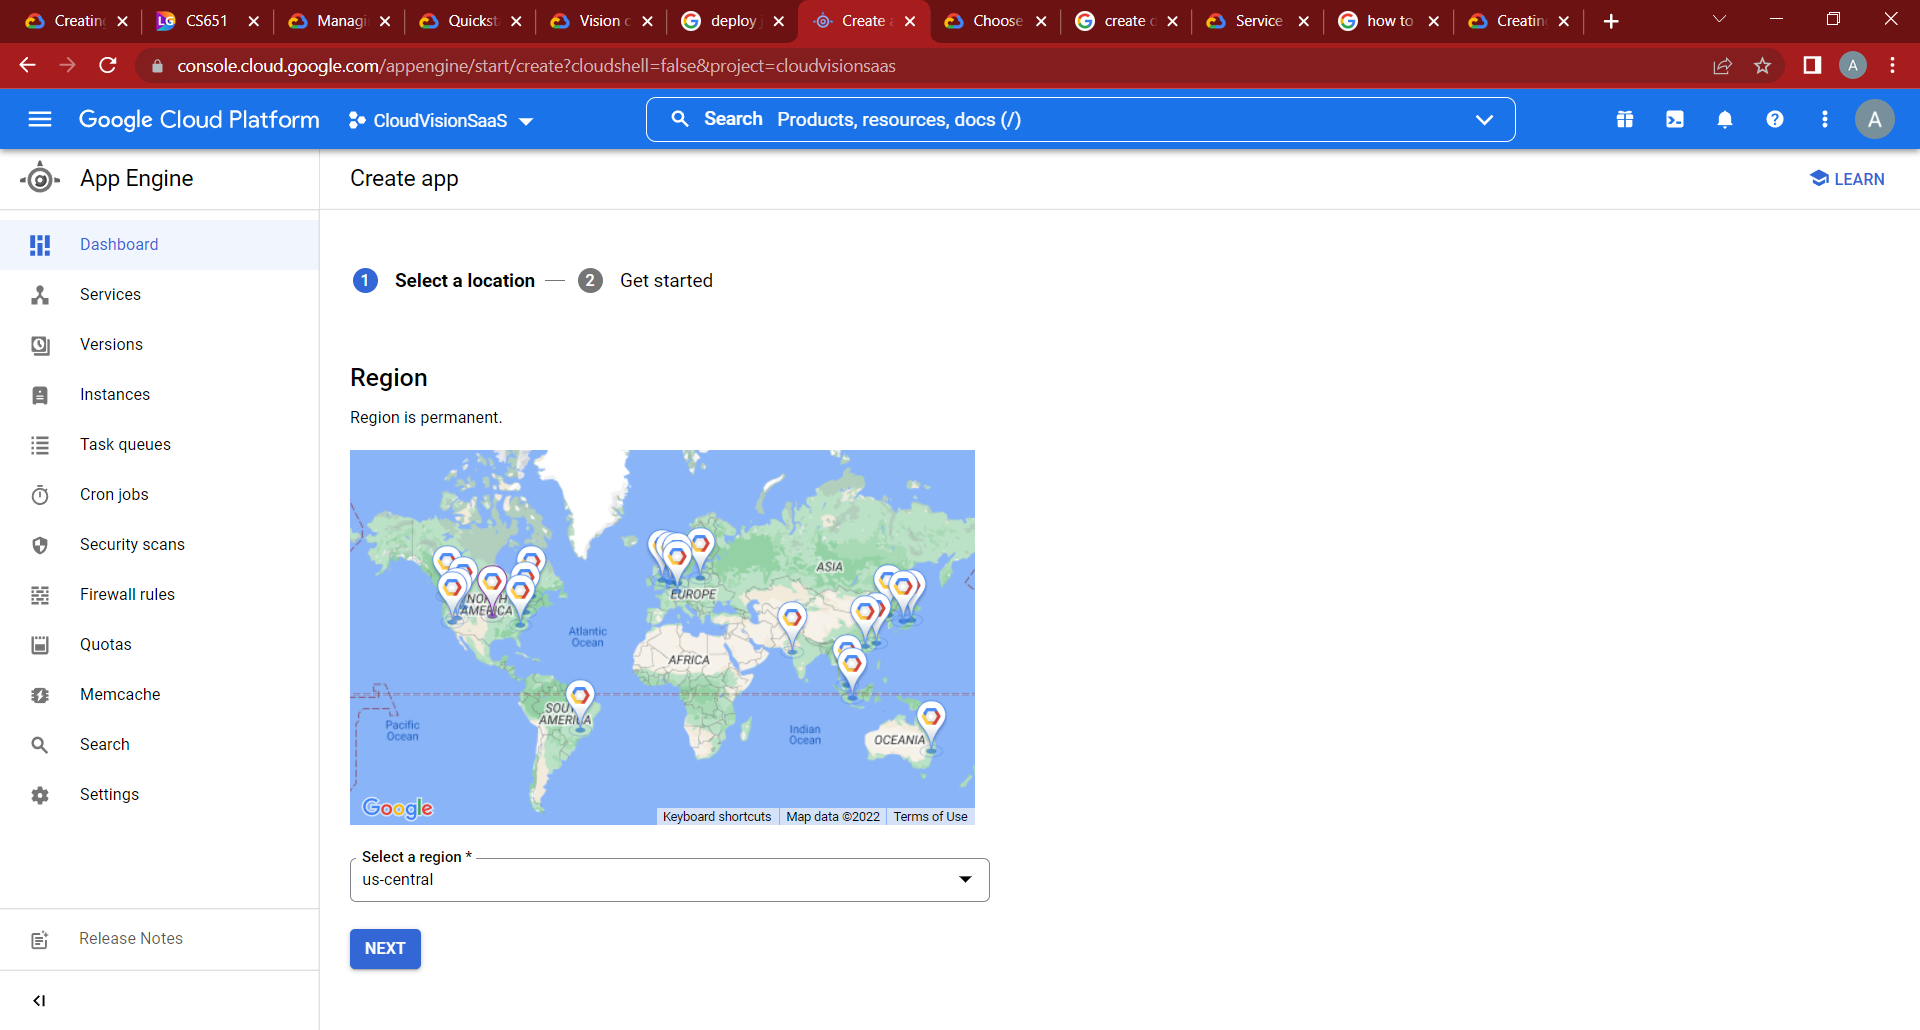 Creating
CS651
Managi
Quicksta
Vision c
deploy j
Create a
Choose
create c
Service
how to
Creating
console.cloud.google.com/appengine/start/create?cloudshell=false&project=cloudvisionsaas
A
Google Cloud Platform
CloudVisionSaaS
Search Products, resources, docs (/)
A
App Engine
Create app
LEARN
Dashboard
Services
Versions
Instances
Task queues
Cron jobs
Security scans
Firewall rules
Quotas
Memcache
Search
Settings
Release Notes
1 Select a location — 2 Get started
Region
Region is permanent.
ASIA
NORTH
AMERICA
EUROPE
Atlantic
Ocean
AFRICA
SOUTH
AMERICA
Pacific
Ocean
Indian
Ocean
OCEANIA
Google
Keyboard shortcuts
Map data ©2022
Terms of Use
Select a region *
us-central
NEXT